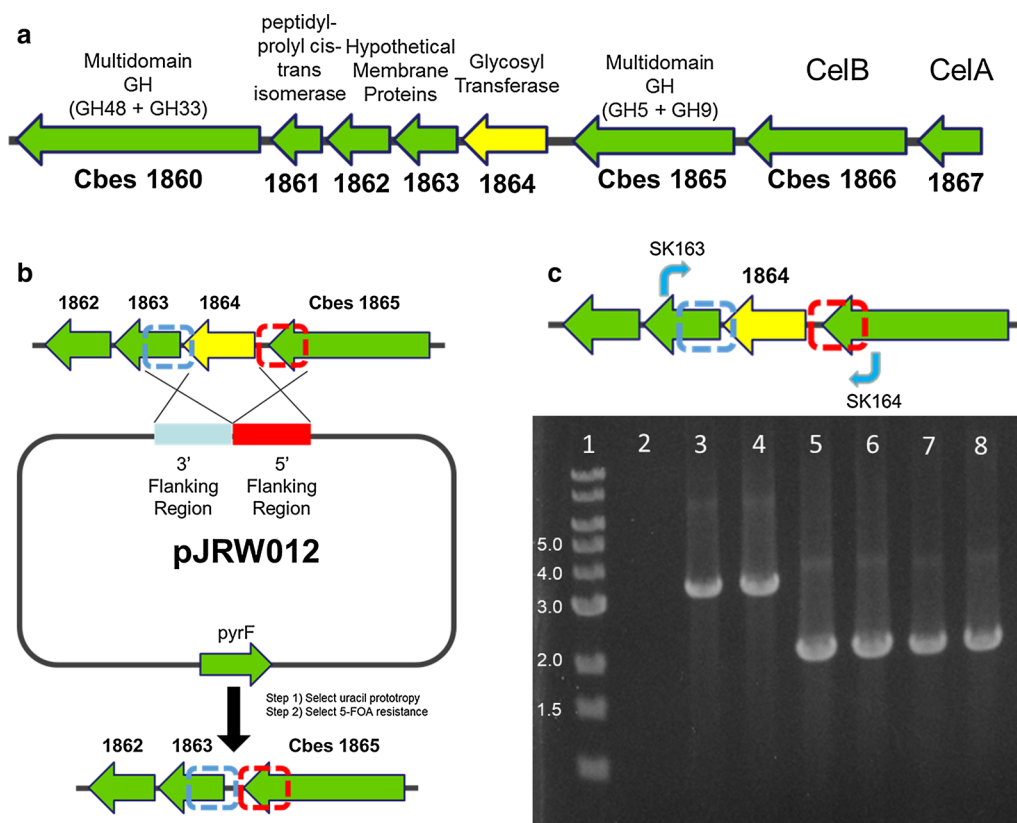 a
Multidomain
GH
(GH48 + GH33)
peptidyl-
prolyl cis-
trans
isomerase
Hypothetical
Membrane
Proteins
Glycosyl
Transferase
Multidomain
GH
(GH5 + GH9)
CelB
CelA
Cbes 1860
1861
1862
1863
1864
Cbes 1865
Cbes 1866
1867
b
1862
1863
1864
Cbes 1865
3'
Flanking
Region
5'
Flanking
Region
pJRW012
pyrF
Step 1) Select uracil prototropy
Step 2) Select 5-FOA resistance
1862
1863
Cbes 1865
c
SK163
1864
SK164
1 2 3 4 5 6 7 8
5.0
4.0
3.0
2.0
1.5